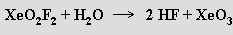 XeO₂F₂ + H₂O ⟶ 2 HF + XeO₃